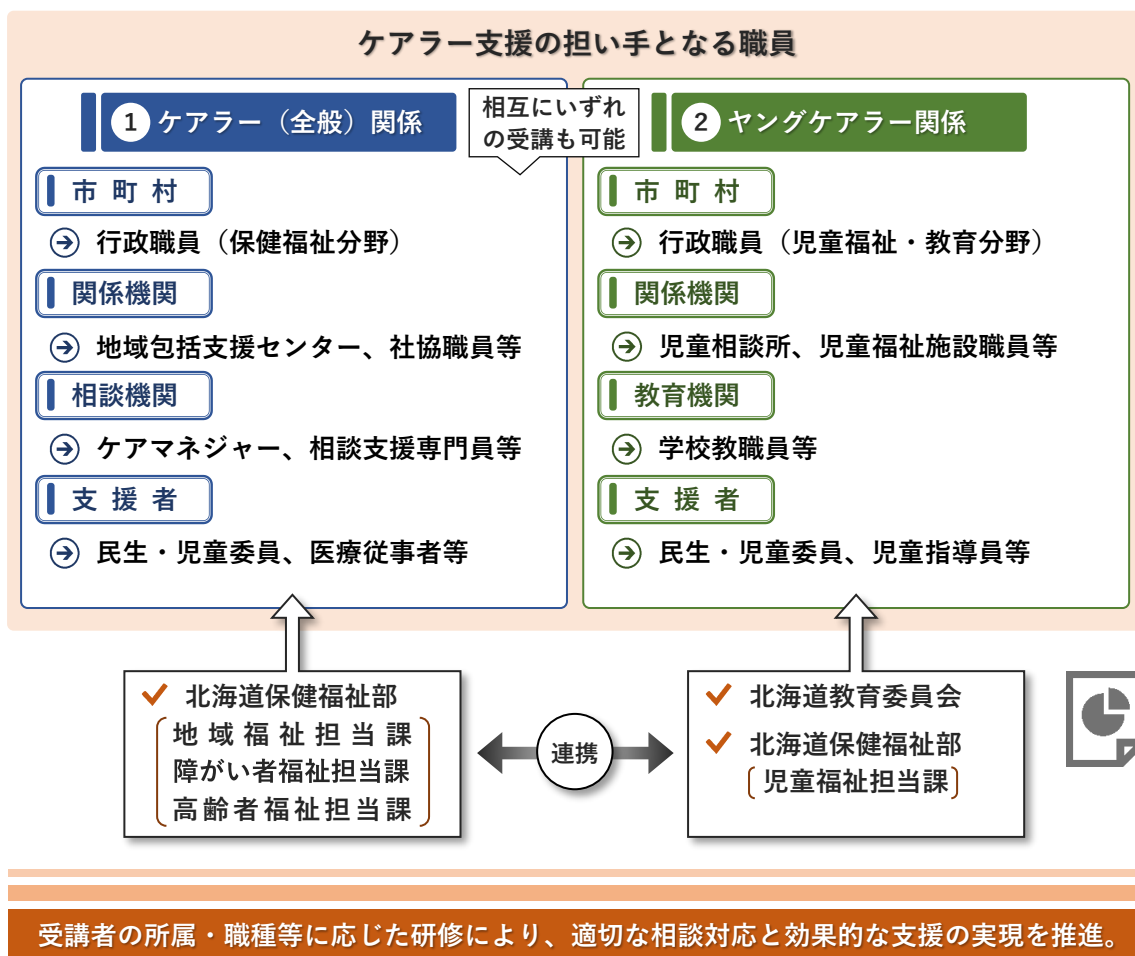 ケアラー支援の担い手となる職員
1 ケアラー（全般）関係
相互にいずれ
の受講も可能
市町村
行政職員（保健福祉分野）
関係機関
地域包括支援センター、社協職員等
相談機関
ケアマネジャー、相談支援専門員等
支援者
民生・児童委員、医療従事者等
2 ヤングケアラー関係
市町村
行政職員（児童福祉・教育分野）
関係機関
児童相談所、児童福祉施設職員等
教育機関
学校教職員等
支援者
民生・児童委員、児童指導員等
北海道保健福祉部
地域福祉担当課
障がい者福祉担当課
高齢者福祉担当課
連携
北海道教育委員会
北海道保健福祉部
児童福祉担当課
受講者の所属・職種等に応じた研修により、適切な相談対応と効果的な支援の実現を推進。